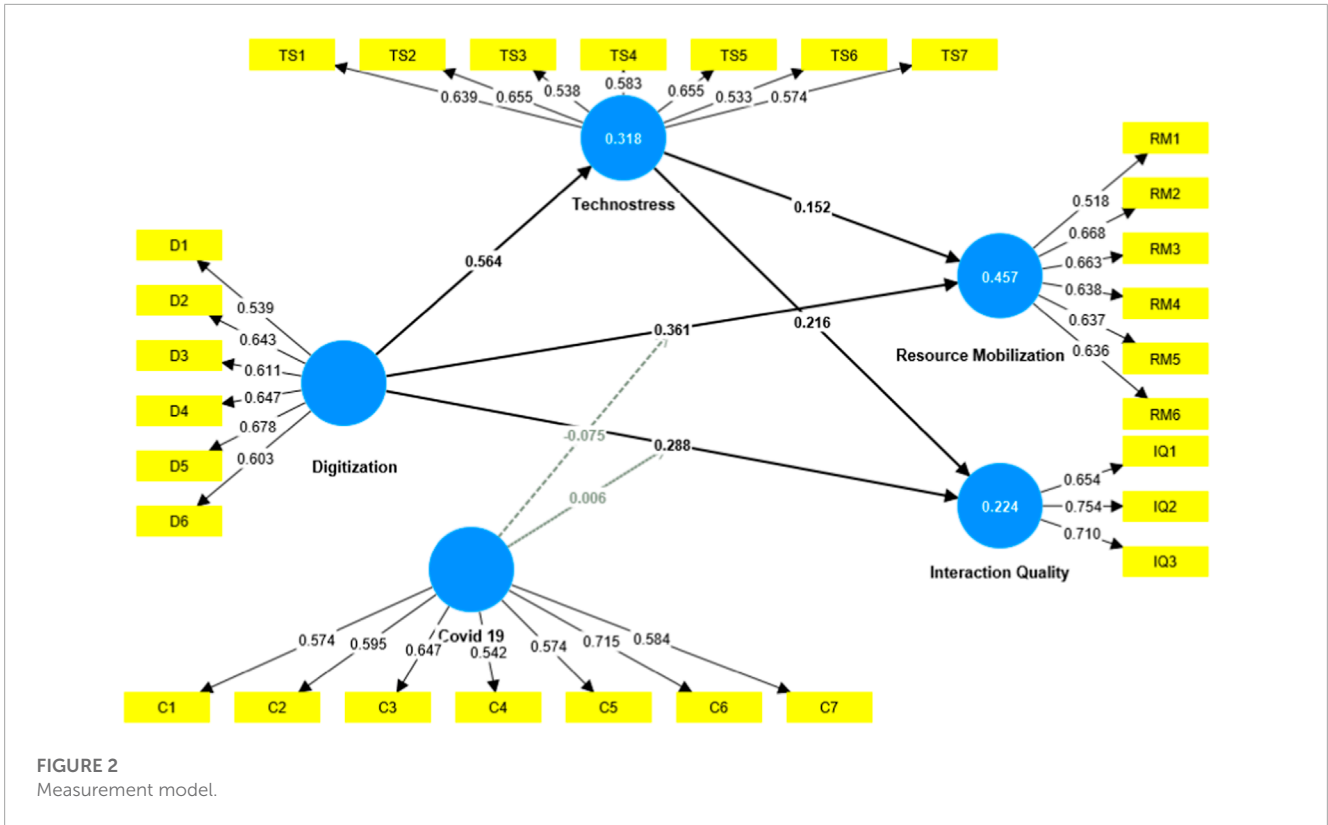 TS1 TS2 TS3 TS4 TS5 TS6 TS7
0.639 0.655 0.538 0.583 0.655 0.533 0.574
0.318
Technostress
RM1
RM2
RM3
RM4
RM5
RM6
0.518
0.668
0.663
0.638
0.637
0.636
0.457
Resource Mobilization
0.152
0.564
0.361
0.216
D1
D2
D3
D4
D5
D6
0.539
0.643
0.611
0.647
0.678
0.603
Digitization
-0.075
0.288
0.006
IQ1
IQ2
IQ3
0.654
0.754
0.710
0.224
Interaction Quality
Covid 19
0.574 0.595 0.647 0.542 0.574 0.715 0.584
C1 C2 C3 C4 C5 C6 C7
FIGURE 2
Measurement model.